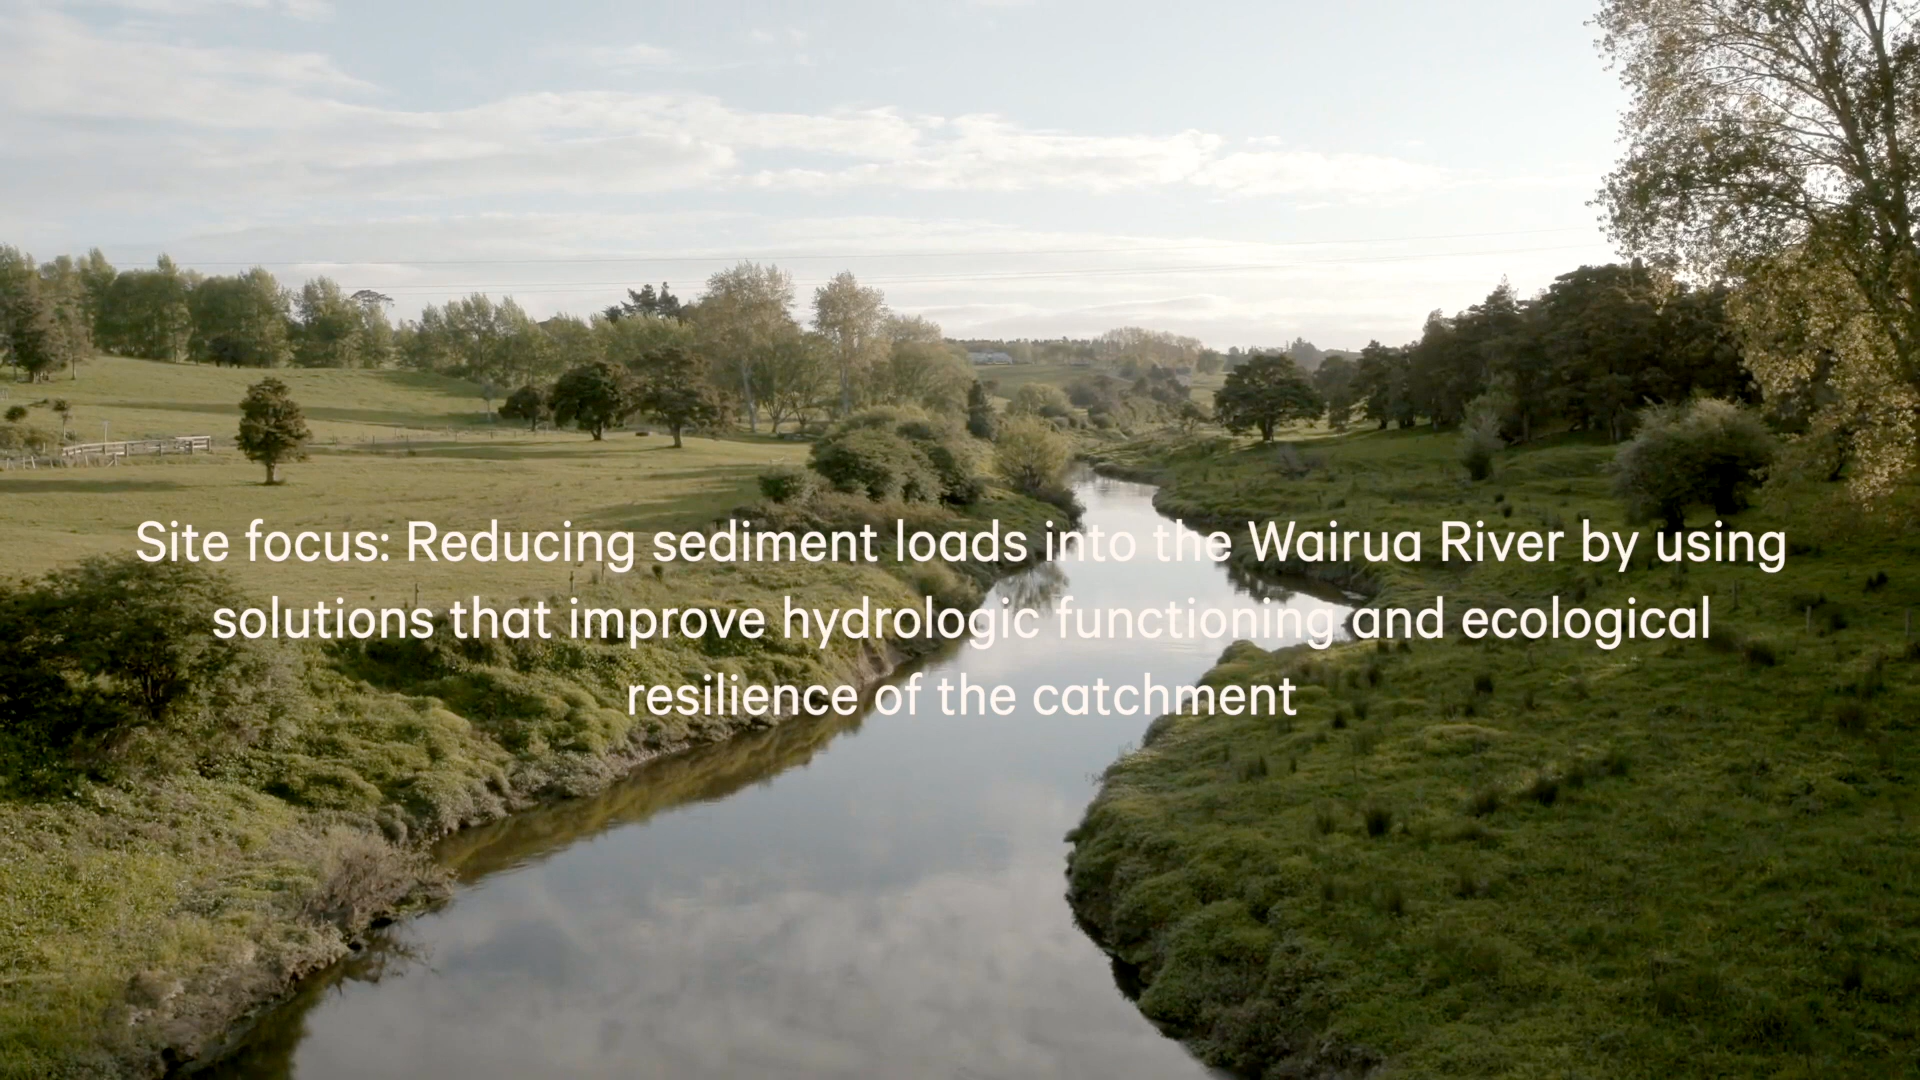 Site focus: Reducing sediment loads into the Wairua River by using
solutions that improve hydrologic functioning and ecological
resilience of the catchment